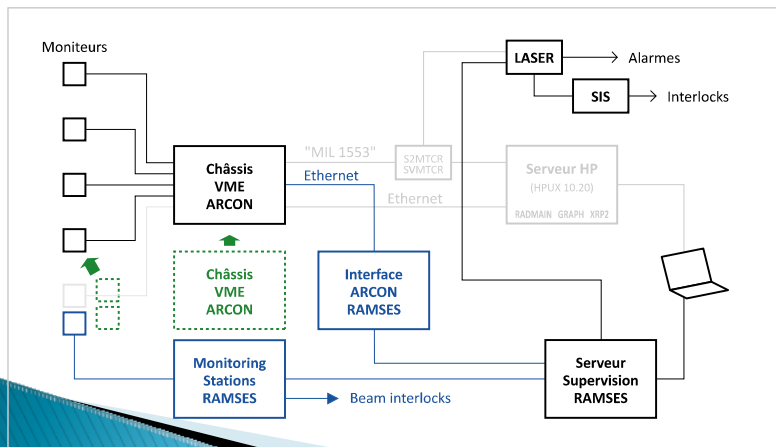 Moniteurs
LASER
Alarmes
SIS
Interlocks
"MIL 1553"
S2MTCR
SVMTCR
Serveur HP
(HPUX 10.20)
RADMAIN GRAPH XRP2
Châssis
VME
ARCON
Ethernet
Ethernet
Châssis
VME
ARCON
Interface
ARCON
RAMSES
Monitoring
Stations
RAMSES
Beam interlocks
Serveur
Supervision
RAMSES